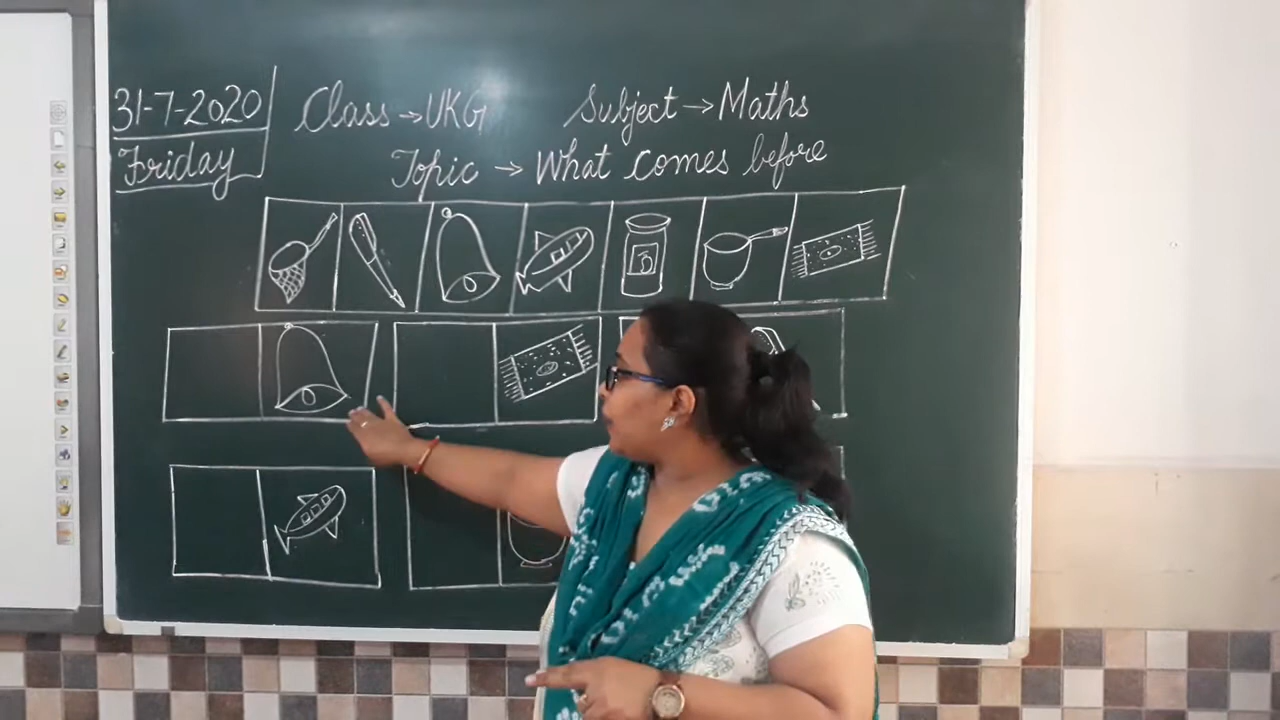 31-7-2020
Friday
Class → UKG
Subject → Maths
Topic → What comes before